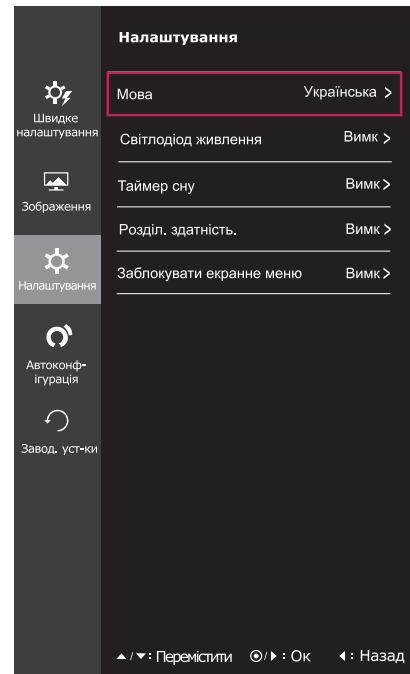 Налаштування
Швидке
налаштування
Зображення
Налаштування
Автоконф-
ігурація
Завод. уст-ки
Мова Українська >
Світлодіод живлення Вимк >
Таймер сну Вимк >
Розділ. здатність. Вимк >
Заблокувати екранне меню Вимк >
▲/▼: Перемістити ◉/▶: Ок ◀: Назад